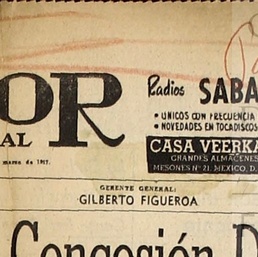 OR
AL
marzo de 1957.
Radios SABA
• UNICOS CON FRECUENCIA
• NOVEDADES EN TOCADISCOS
CASA VEERKA
GRANDES ALMACENES
MESONES Nº 21. MEXICO, D.
GERENTE GENERAL:
GILBERTO FIGUEROA
Concesión D